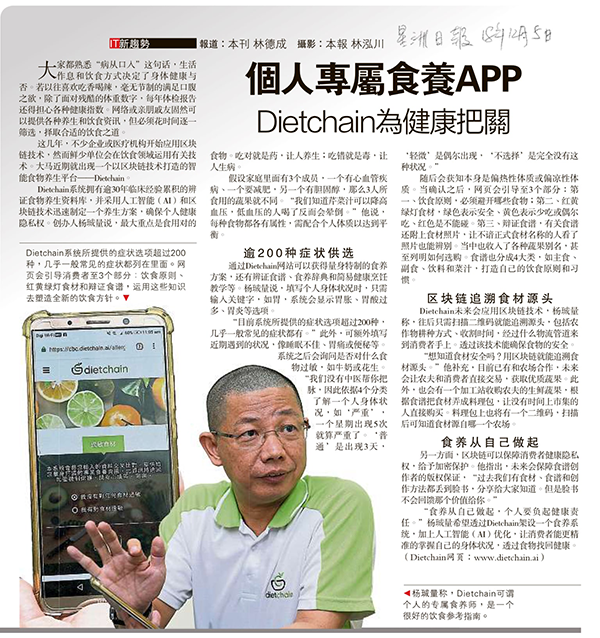 星洲日報 18年12月5日
IT新趨勢
報道：本刊 林德成 攝影：本報 林泓川
個人專屬食養APP
Dietchain為健康把關
大家都熟悉“病从口入”这句话，生活
作息和饮食方式决定了身体健康与
否。若以往喜欢吃香喝辣，毫无节制的满足口腹
之欲，除了面对残酷的体重数字，每年体检报告
还得担心各种健康指数。网络或亲朋戚友固然可
以提供各种养生和饮食资讯，但必须花时间逐一
筛选，择取合适的饮食之道。
这几年，不少企业或医疗机构开始应用区块
链技术，然而鲜少单位会在饮食领域运用有关技
术。大马近期就出现一个以区块链技术打造的智
能食物养生平台——Dietchain。
Dietchain系统拥有逾30年临床经验累积的辨
证食物养生资料库，并采用人工智能（AI）和区
块链技术迅速制定一个养生方案，确保个人健康
隐私权。创办人杨珷量说，最大重点是食用对的
Dietchain系统所提供的症状选项超过200
种，几乎一般常见的症状都列在里面。网
页会引导消费者至3个部分：饮食原则、
红黄绿灯食材和辩证食谱，运用这些知识
去塑造全新的饮食方针。▼
食物。吃对就是药，让人养生；吃错就是毒，让
人生病。
假设家庭里面有3个成员，一个有心血管疾
病、一个要减肥，另一个有胆固醇，那么3人所
食用的蔬果就不同。“我们知道芹菜汁可以降高
血压，低血压的人喝了反而会晕倒。”他说，
每种食物都各有属性，需配合个人体质以达到平
衡。
逾200种症状供选
通过Dietchain网站可以获得量身特制的食养
方案，还有辨证食谱、食养辞典和简易健康烹饪
教学等。杨珷量说，填写个人身体状况时，只需
输入关键字，如胃，系统会显示胃胀、胃酸过
多、胃炎等选项。
“目前系统所提供的症状选项超过200种，
几乎一般常见的症状都有。”此外，可额外填写
近期遇到的状况，像睡眠不佳、胃痛或便秘等。
系统之后会询问是否对什么食
物过敏，如牛奶或花生。
“我们没有中医帮你把
脉，因此依据4个分类
了解一个人身体状
况，如‘严重’，
一个星期出现5次
就算严重了。‘普
通’是出现3天，
‘轻微’是偶尔出现，‘不选择’是完全没有这
种状况。”
随后会获知本身是偏热性体质或偏凉性体
质。当确认之后，网页会引导至3个部分：第
一、饮食原则，必须避开哪些食物；第二、红黄
绿灯食材，绿色表示安全、黄色表示少吃或偶尔
吃、红色是不能碰。第三、辩证食谱，有关食谱
还附上食材照片，让不谙正式食材名称的人看了
照片也能辨别。当中也收入了各种蔬果别名，甚
至列明如何选购。食谱也分成4大类，如主食、
副食、饮料和菜汁，打造自己的饮食原则和习
惯。
区块链追溯食材源头
Dietchain未来会应用区块链技术，杨珷量
称，往后只需扫描二维码就能追溯源头，包括农
作物耕种方式、收割时间，经过什么物流管道来
到消费者手上。透过该技术能确保食物的安全。
“想知道食材安全吗？用区块链就能追溯食
材源头。”他补充，目前已有和农场合作，未来
会让农夫和消费者直接交易，获取优质蔬果。此
外，也会有一个加工站收购农夫的生鲜蔬果，根
据食谱把食材弄成料理包，让没有时间上市集的
人直接购买。料理包上也将有一个二维码，扫描
后可知道食材源自哪一个农场。
食养从自己做起
另一方面，区块链可以保障消费者健康隐私
权，给予加密保护。他指出，未来会保障食谱创
作者的版权保证，“过去我们有食材、食谱和创
作方法都丢到脸书，分享给大家知道。但是脸书
不会回馈那个价值给你。”
“食养从自己做起，个人要负起健康责
任。”杨珷量希望透过Dietchain架设一个食养系
统，加上人工智能（AI）优化，让消费者能更精
准的掌握自己的身体状况，透过食物找回健康。
（Dietchain网页：www.dietchain.ai）
◀杨珷量称，Dietchain可谓
个人的专属食养师，是一个
很好的饮食参考指南。
https://cbc.dietchain.ai/allerg
dietchain
dietchain